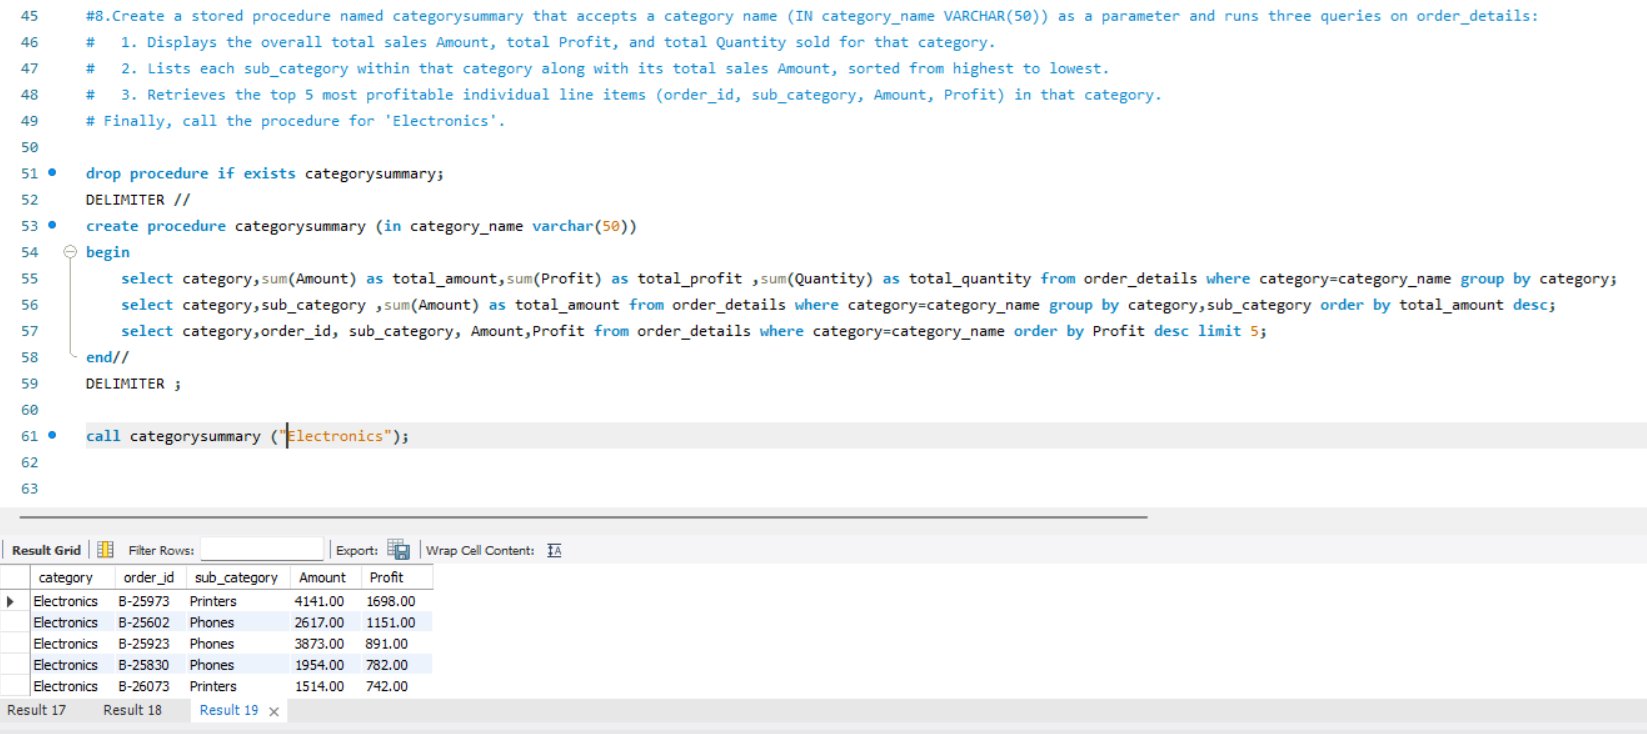 45 #8.Create a stored procedure named categorysummary that accepts a category name (IN category_name VARCHAR(50)) as a parameter and runs three queries on order_details:
46 # 1. Displays the overall total sales Amount, total Profit, and total Quantity sold for that category.
47 # 2. Lists each sub_category within that category along with its total sales Amount, sorted from highest to lowest.
48 # 3. Retrieves the top 5 most profitable individual line items (order_id, sub_category, Amount, Profit) in that category.
49 # Finally, call the procedure for 'Electronics'.
50
51 drop procedure if exists categorysummary;
52 DELIMITER //
53 create procedure categorysummary (in category_name varchar(50))
54 begin
55 select category,sum(Amount) as total_amount,sum(Profit) as total_profit ,sum(Quantity) as total_quantity from order_details where category=category_name group by category;
56 select category,sub_category ,sum(Amount) as total_amount from order_details where category=category_name group by category,sub_category order by total_amount desc;
57 select category,order_id, sub_category, Amount,Profit from order_details where category=category_name order by Profit desc limit 5;
58 end//
59 DELIMITER ;
60
61 call categorysummary ("Electronics");
62
63
Result Grid Filter Rows: Export: Wrap Cell Content:
category order_id sub_category Amount Profit
Electronics B-25973 Printers 4141.00 1698.00
Electronics B-25602 Phones 2617.00 1151.00
Electronics B-25923 Phones 3873.00 891.00
Electronics B-25830 Phones 1954.00 782.00
Electronics B-26073 Printers 1514.00 742.00
Result 17 Result 18 Result 19